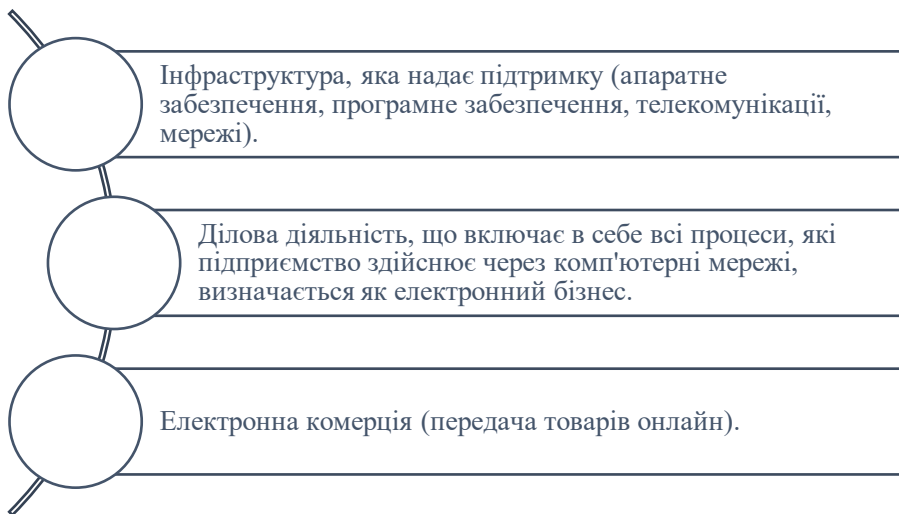 Інфраструктура, яка надає підтримку (апаратне
забезпечення, програмне забезпечення, телекомунікації,
мережі).
Ділова діяльність, що включає в себе всі процеси, які
підприємство здійснює через комп'ютерні мережі,
визначається як електронний бізнес.
Електронна комерція (передача товарів онлайн).